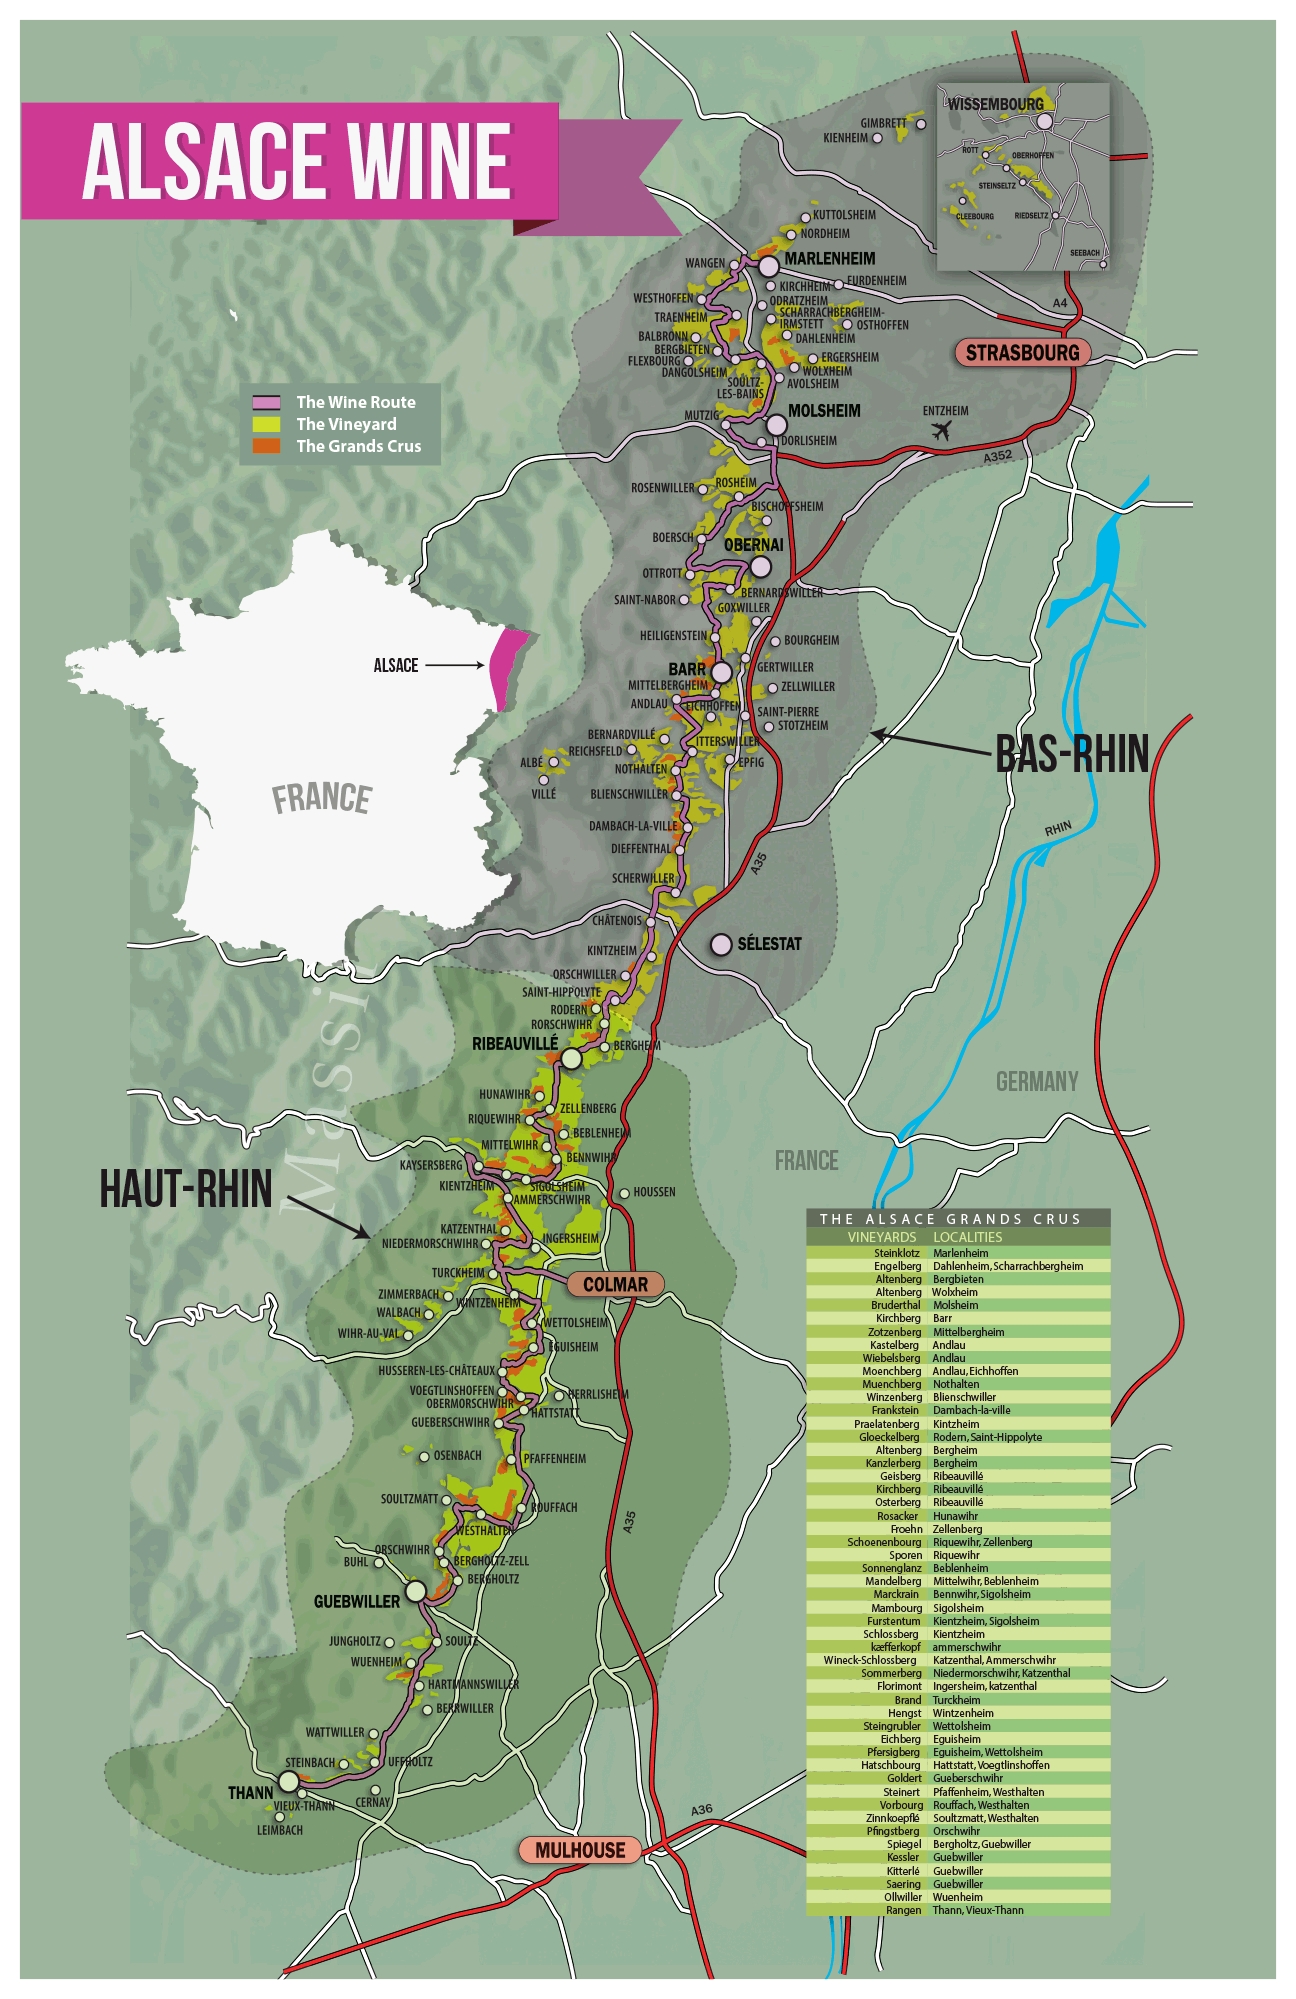 ALSACE WINE
WISSEMBOURG
ROTT
OBERHOFFEN
STEINSELTZ
CLEEBOURG
RIEDSELTZ
SEEBACH
GIMBRETT
KIENHEIM
KUTTOLSHEIM
NORDHEIM
MARLENHEIM
WANGEN
FURDENHEIM
KIRCHHEIM
WESTHOFFEN
ODRATZHEIM
A4
TRAENHEIM
SCHARRACHBERGHEIM-
IRMSTETT
OSTHOFFEN
BALBRONN
DAHLENHEIM
BERGBIETEN
STRASBOURG
FLEXBOURG
ERGERSHEIM
DANGOLSHEIM
WOLXHEIM
SOULTZ-
LES-BAINS
AVOLSHEIM
The Wine Route
The Vineyard
The Grands Crus
MUTZIG
MOLSHEIM
ENTZHEIM
DORLISHEIM
A352
ROSENWILLER
ROSHEIM
BISCHOFFSHEIM
BOERSCH
OBERNAI
OTTROTT
BERNARDSWILLER
SAINT-NABOR
GOXWILLER
HEILIGENSTEIN
BOURGHEIM
ALSACE
BARR
GERTWILLER
MITTELBERGHEIM
ZELLWILLER
ANDLAU
EICHHOFFEN
SAINT-PIERRE
STOTZHEIM
BERNARDVILLÉ
ITTERSWILLER
REICHSFELD
BAS-RHIN
ALBÉ
NOTHALTEN
EPFIG
VILLÉ
BLIENSCHWILLER
FRANCE
DAMBACH-LA-VILLE
RHIN
DIEFFENTHAL
A35
SCHERWILLER
CHÂTENOIS
KINTZHEIM
SÉLESTAT
ORSCHWILLER
SAINT-HIPPOLYTE
RODERN
RORSCHWIHR
RIBEAUVILLÉ
BERGHEIM
Massi
GERMANY
HUNAWIHR
ZELLENBERG
RIQUEWIHR
BEBLENHEIM
MITTELWIHR
BENNWIHR
FRANCE
KAYSERSBERG
KIENTZHEIM
SIGOLSHEIM
AMMERSCHWIHR
HOUSSEN
HAUT-RHIN
KATZENTHAL
NIEDERMORSCHWIHR
INGERSHEIM
TURCKHEIM
COLMAR
ZIMMERBACH
WINTZENHEIM
WALBACH
WETTOLSHEIM
WIHR-AU-VAL
EGUISHEIM
HUSSEREN-LES-CHÂTEAUX
VOEGTLINSHOFFEN
HERRLISHEIM
OBERMORSCHWIHR
HATTSTATT
GUEBERSCHWIHR
OSENBACH
PFAFFENHEIM
SOULTZMATT
ROUFFACH
A35
WESTHALTEN
ORSCHWIHR
BUHL
BERGHOLTZ-ZELL
BERGHOLTZ
GUEBWILLER
JUNGHOLTZ
SOULTZ
WUENHEIM
HARTMANNSWILLER
BERRWILLER
WATTWILLER
STEINBACH
UFFHOLTZ
THANN
VIEUX-THANN
CERNAY
LEIMBACH
A36
MULHOUSE
THE ALSACE GRANDS CRUS
VINEYARDS LOCALITIES
Steinklotz Marlenheim
Engelberg Dahlenheim, Scharrachbergheim
Altenberg Bergbieten
Altenberg Wolxheim
Bruderthal Molsheim
Kirchberg Barr
Zotzenberg Mittelbergheim
Kastelberg Andlau
Wiebelsberg Andlau
Moenchberg Andlau, Eichhoffen
Muenchberg Nothalten
Winzenberg Blienschwiller
Frankstein Dambach-la-ville
Praelatenberg Kintzheim
Gloeckelberg Rodern, Saint-Hippolyte
Altenberg Bergheim
Kanzlerberg Bergheim
Geisberg Ribeauvillé
Kirchberg Ribeauvillé
Osterberg Ribeauvillé
Rosacker Hunawihr
Froehn Zellenberg
Schoenenbourg Riquewihr, Zellenberg
Sporen Riquewihr
Sonnenglanz Beblenheim
Mandelberg Mittelwihr, Beblenheim
Marckrain Bennwihr, Sigolsheim
Mambourg Sigolsheim
Furstentum Kientzheim, Sigolsheim
Schlossberg Kientzheim
kæfferkopf ammerschwihr
Wineck-Schlossberg Katzenthal, Ammerschwihr
Sommerberg Niedermorschwihr, Katzenthal
Florimont Ingersheim, katzenthal
Brand Turckheim
Hengst Wintzenheim
Steingrubler Wettolsheim
Eichberg Eguisheim
Pfersigberg Eguisheim, Wettolsheim
Hatschbourg Hattstatt, Voegtlinshoffen
Goldert Gueberschwihr
Steinert Pfaffenheim, Westhalten
Vorbourg Rouffach, Westhalten
Zinnkoepflé Soultzmatt, Westhalten
Pfingstberg Orschwihr
Spiegel Bergholtz, Guebwiller
Kessler Guebwiller
Kitterlé Guebwiller
Saering Guebwiller
Ollwiller Wuenheim
Rangen Thann, Vieux-Thann